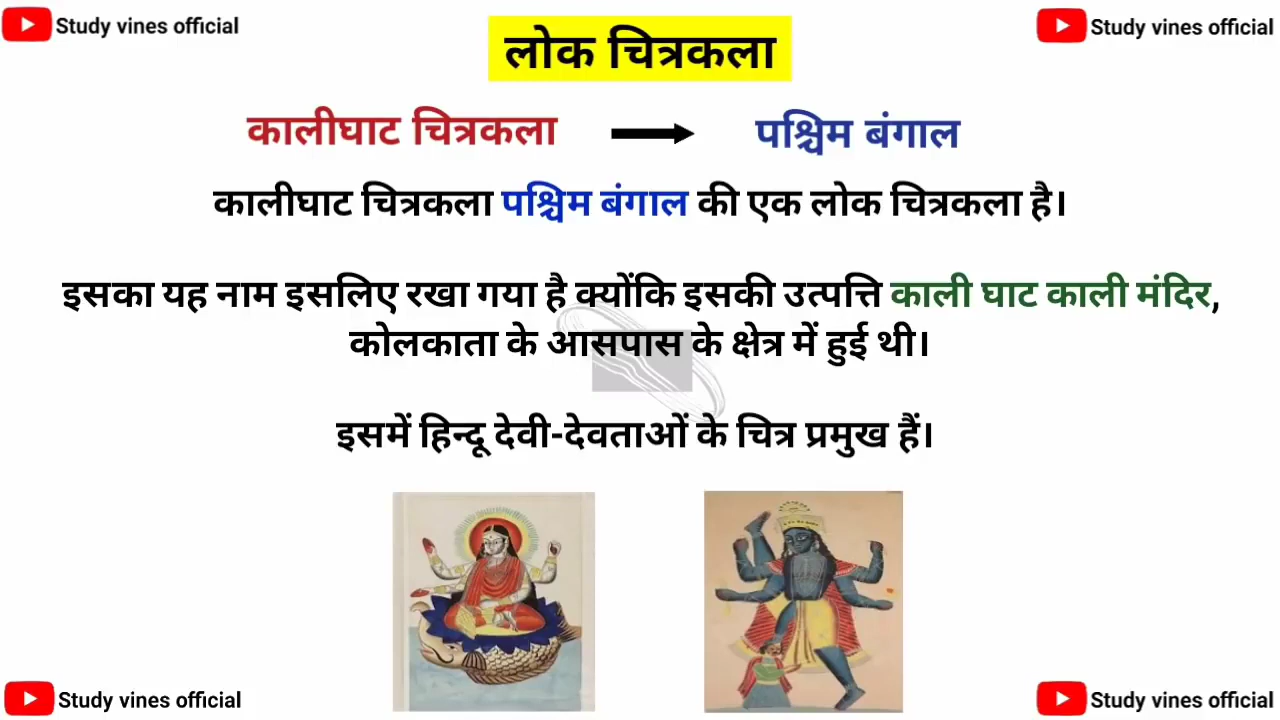 Study vines official
Study vines official
लोक चित्रकला
कालीघाट चित्रकला
पश्चिम बंगाल
कालीघाट चित्रकला पश्चिम बंगाल की एक लोक चित्रकला है।
इसका यह नाम इसलिए रखा गया है क्योंकि इसकी उत्पत्ति काली घाट काली मंदिर,
कोलकाता के आसपास के क्षेत्र में हुई थी।
इसमें हिन्दू देवी-देवताओं के चित्र प्रमुख हैं।
Study vines official
Study vines official